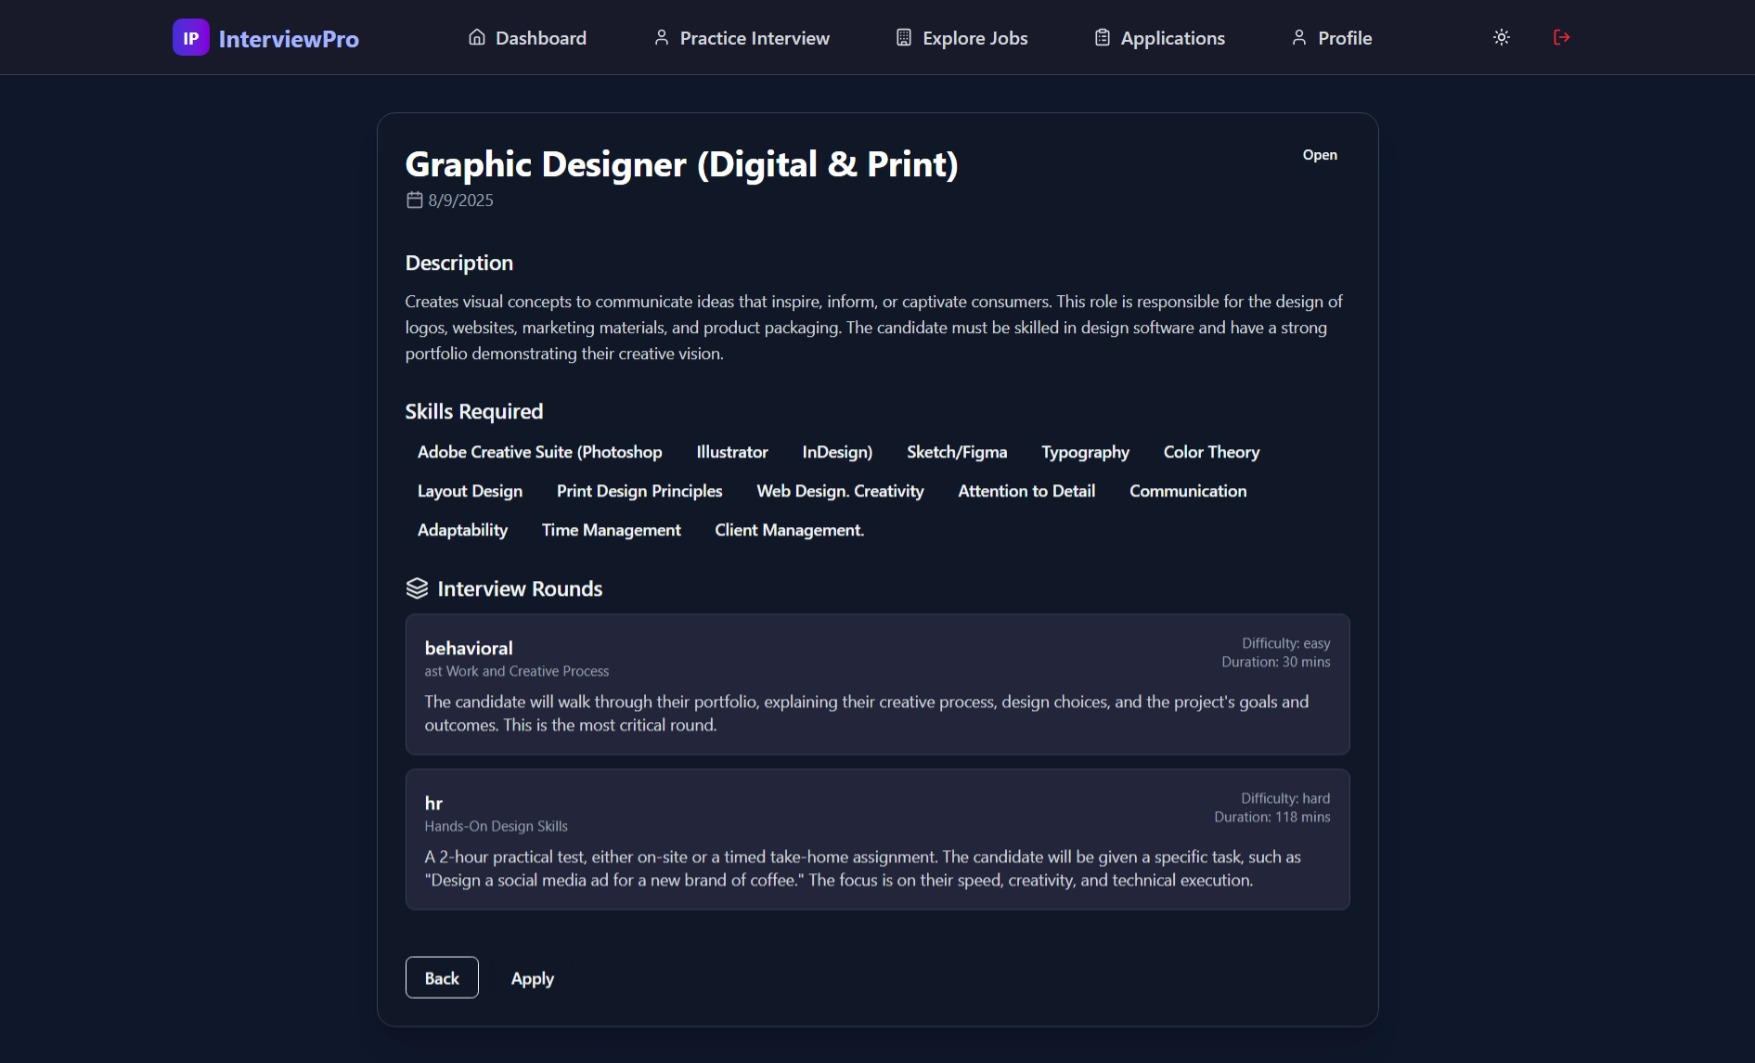 IP InterviewPro Dashboard Practice Interview Explore Jobs Applications Profile
Graphic Designer (Digital & Print)
Open
8/9/2025
Description
Creates visual concepts to communicate ideas that inspire, inform, or captivate consumers. This role is responsible for the design of
logos, websites, marketing materials, and product packaging. The candidate must be skilled in design software and have a strong
portfolio demonstrating their creative vision.
Skills Required
Adobe Creative Suite (Photoshop Illustrator InDesign) Sketch/Figma Typography Color Theory
Layout Design Print Design Principles Web Design. Creativity Attention to Detail Communication
Adaptability Time Management Client Management.
Interview Rounds
behavioral
ast Work and Creative Process
Difficulty: easy
Duration: 30 mins
The candidate will walk through their portfolio, explaining their creative process, design choices, and the project's goals and
outcomes. This is the most critical round.
hr
Hands-On Design Skills
Difficulty: hard
Duration: 118 mins
A 2-hour practical test, either on-site or a timed take-home assignment. The candidate will be given a specific task, such as
"Design a social media ad for a new brand of coffee." The focus is on their speed, creativity, and technical execution.
Back Apply